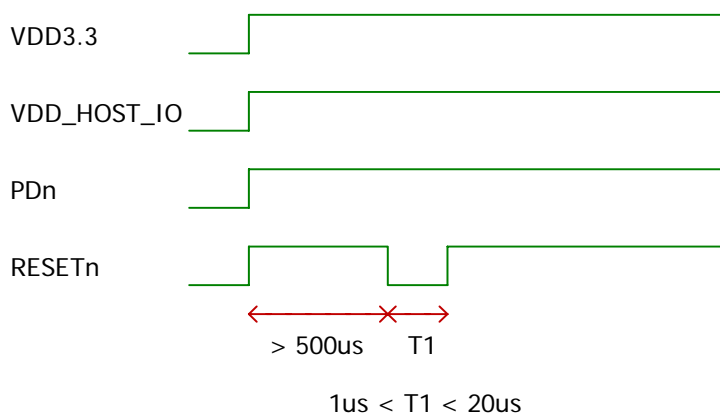 VDD3.3
VDD_HOST_IO
PDn
RESETn
> 500us T1
1us < T1 < 20us